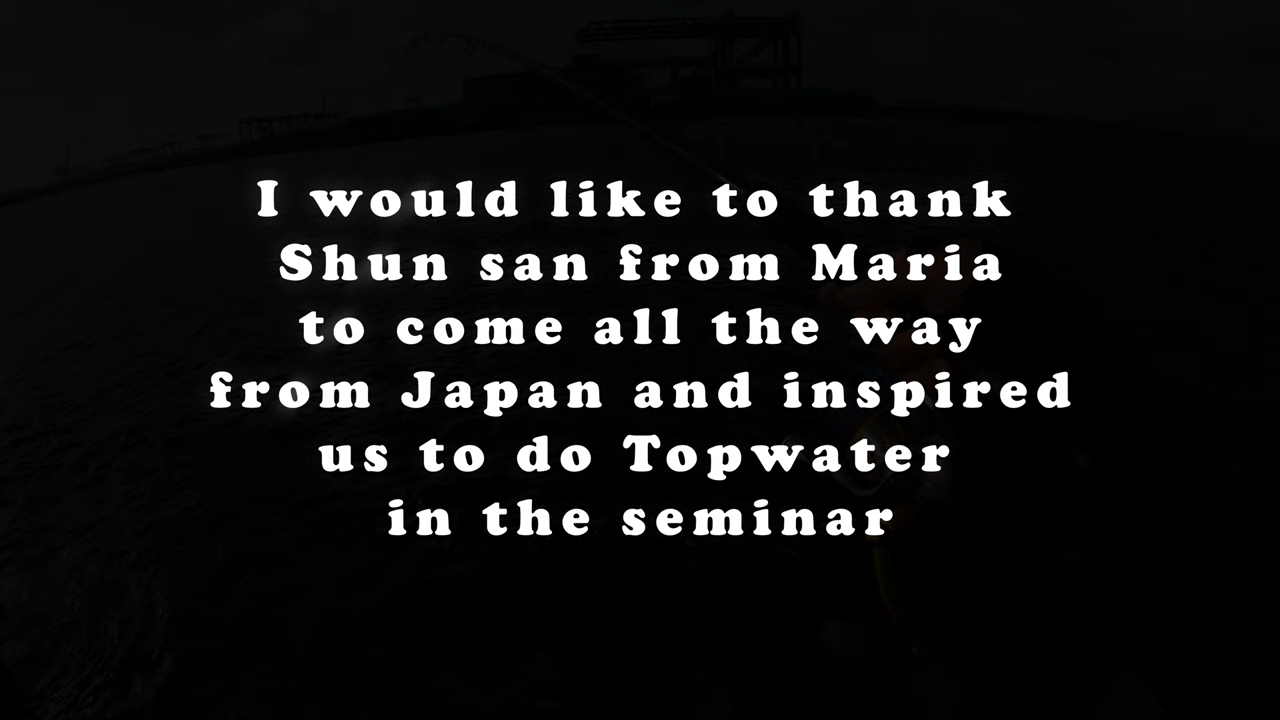 I would like to thank
Shun san from Maria
to come all the way
from Japan and inspired
us to do Topwater
in the seminar